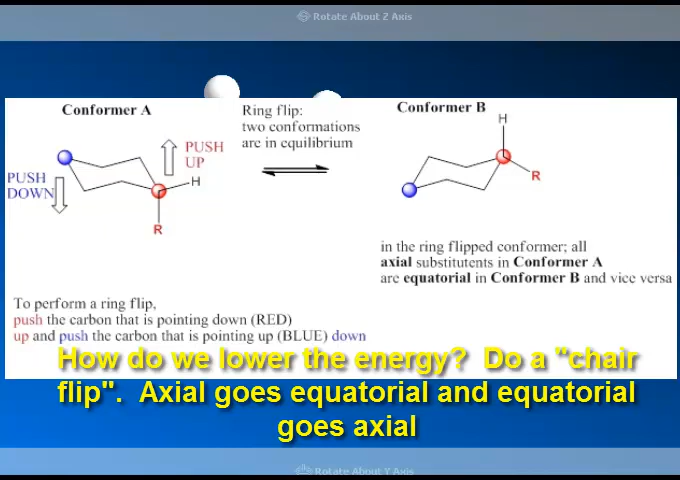 Rotate About Z Axis
Conformer A
Ring flip:
two conformations
are in equilibrium
Conformer B
PUSH
UP
PUSH
DOWN
H
R
H
R
in the ring flipped conformer; all
axial substitutents in Conformer A
are equatorial in Conformer B and vice versa
To perform a ring flip,
push the carbon that is pointing down (RED)
up and push the carbon that is pointing up (BLUE) down
How do we lower the energy? Do a "chair
flip". Axial goes equatorial and equatorial
goes axial
Rotate About Y Axis